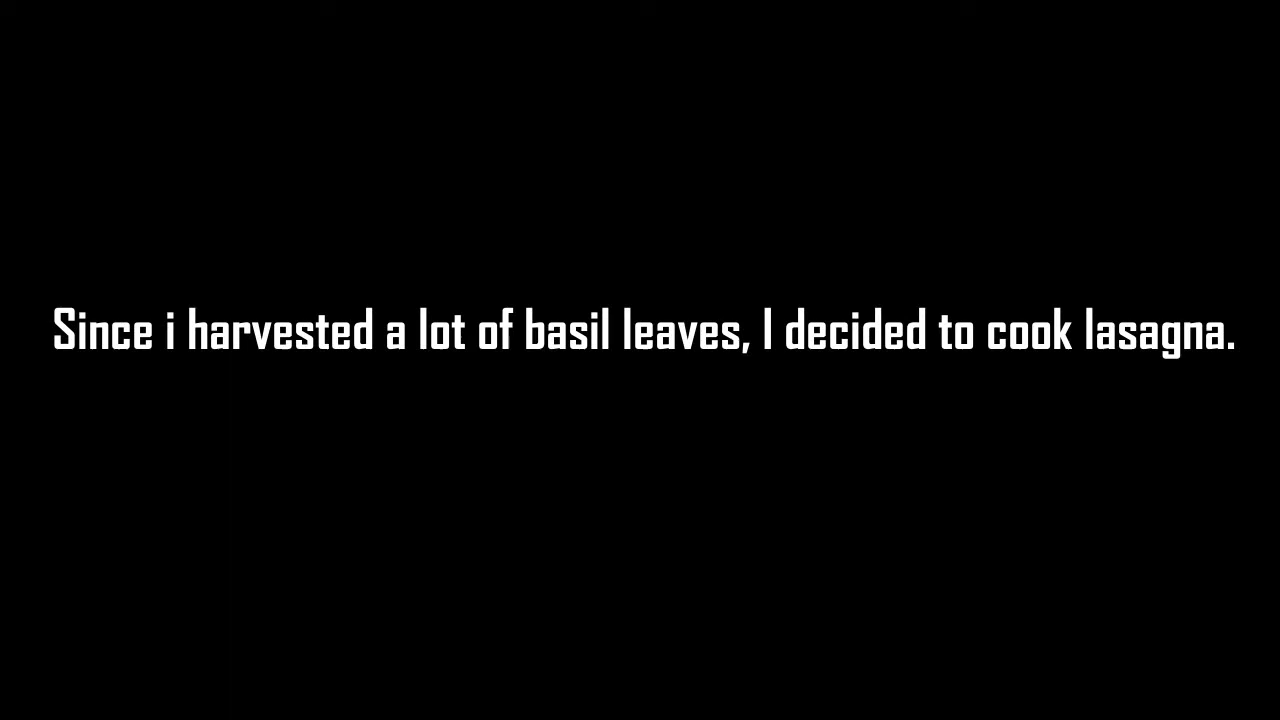 Since i harvested a lot of basil leaves, I decided to cook lasagna.